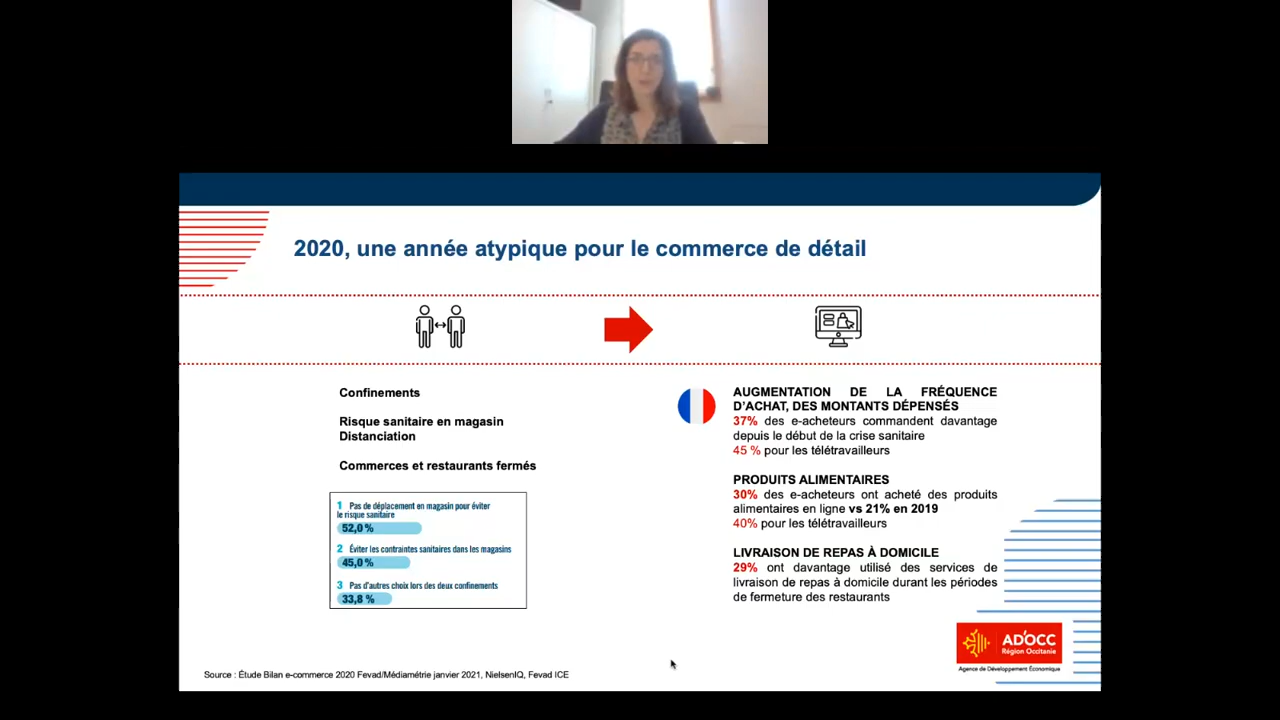 2020, une année atypique pour le commerce de détail
Confinements
Risque sanitaire en magasin
Distanciation
Commerces et restaurants fermés
1 Pas de déplacement en magasin pour éviter
le risque sanitaire
52,0 %
2 Éviter les contraintes sanitaires dans les magasins
45,0 %
3 Pas d'autres choix lors des deux confinements
33,8 %
AUGMENTATION DE LA FRÉQUENCE
D'ACHAT, DES MONTANTS DÉPENSÉS
37% des e-acheteurs commandent davantage
depuis le début de la crise sanitaire
45 % pour les télétravailleurs
PRODUITS ALIMENTAIRES
30% des e-acheteurs ont acheté des produits
alimentaires en ligne vs 21% en 2019
40% pour les télétravailleurs
LIVRAISON DE REPAS À DOMICILE
29% ont davantage utilisé des services de
livraison de repas à domicile durant les périodes
de fermeture des restaurants
AD'OCC
Région Occitanie
Agence de Développement Économique
Source : Étude Bilan e-commerce 2020 Fevad/Médiamétrie janvier 2021, NielsenIQ, Fevad ICE